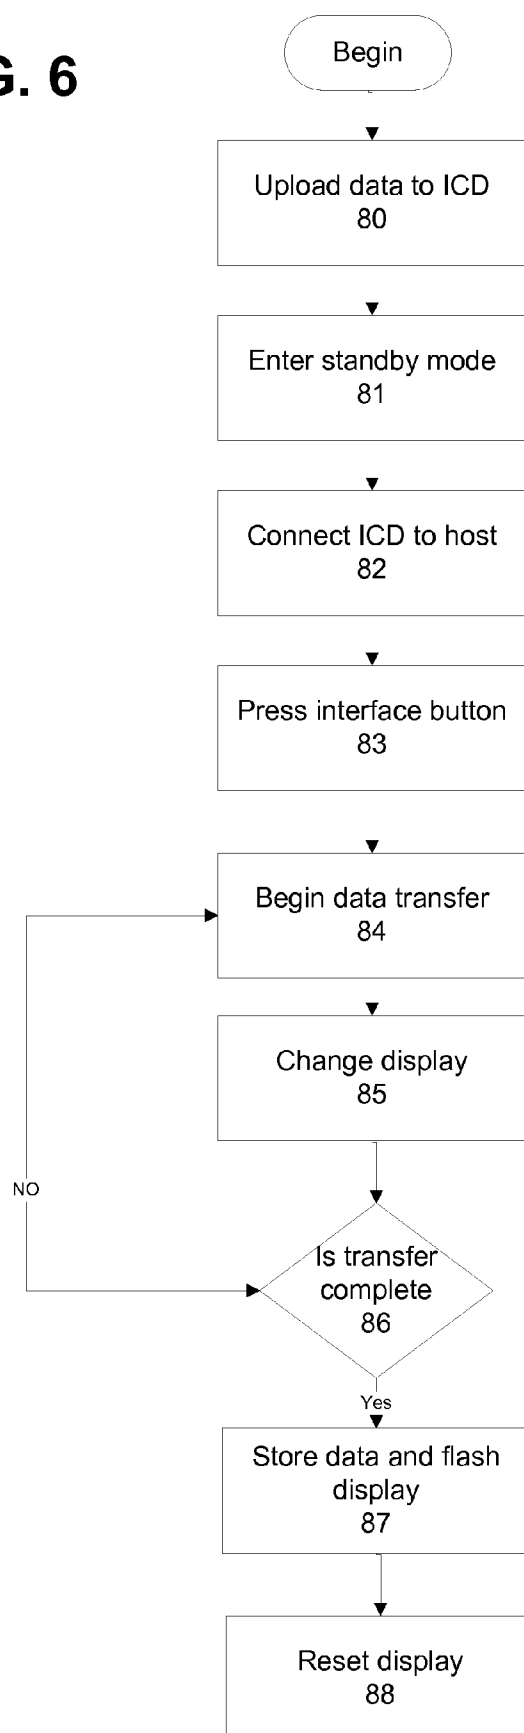 G. 6
Begin
Upload data to ICD
80
Enter standby mode
81
Connect ICD to host
82
Press interface button
83
Begin data transfer
84
Change display
85
NO
Is transfer
complete
86
Yes
Store data and flash
display
87
Reset display
88